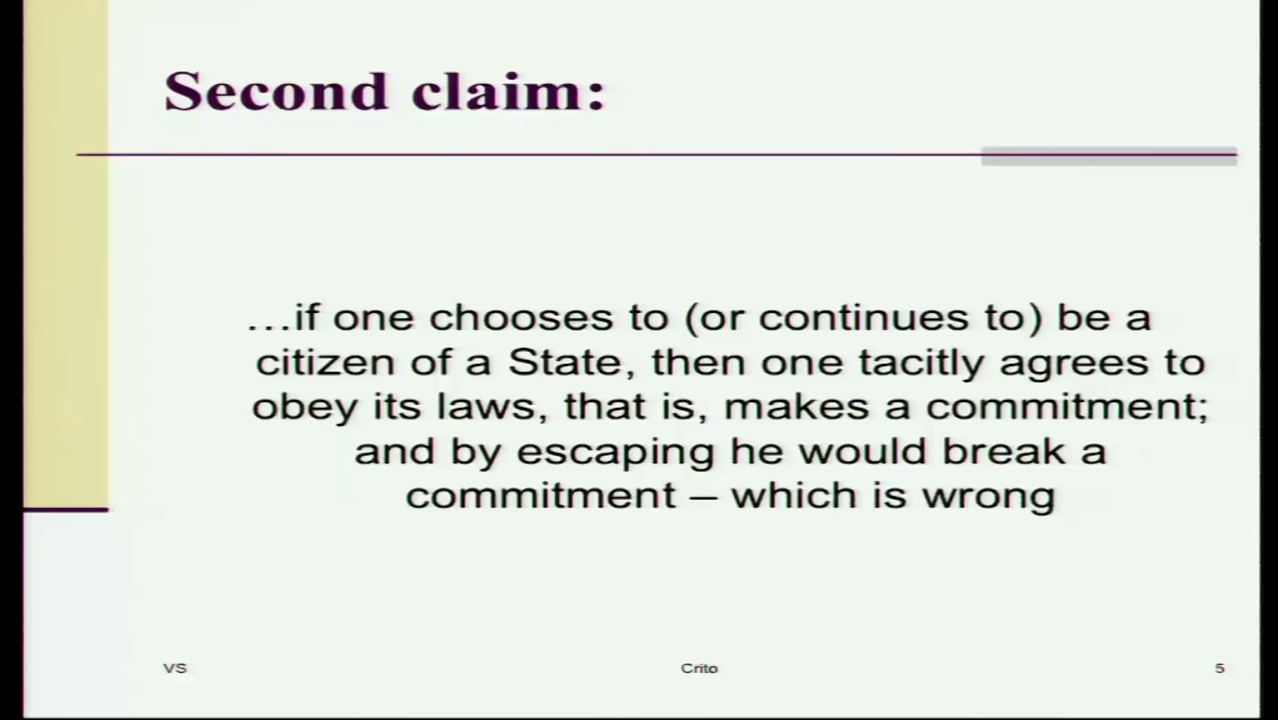 Second claim:
…if one chooses to (or continues to) be a
citizen of a State, then one tacitly agrees to
obey its laws, that is, makes a commitment;
and by escaping he would break a
commitment – which is wrong
VS
Crito
5